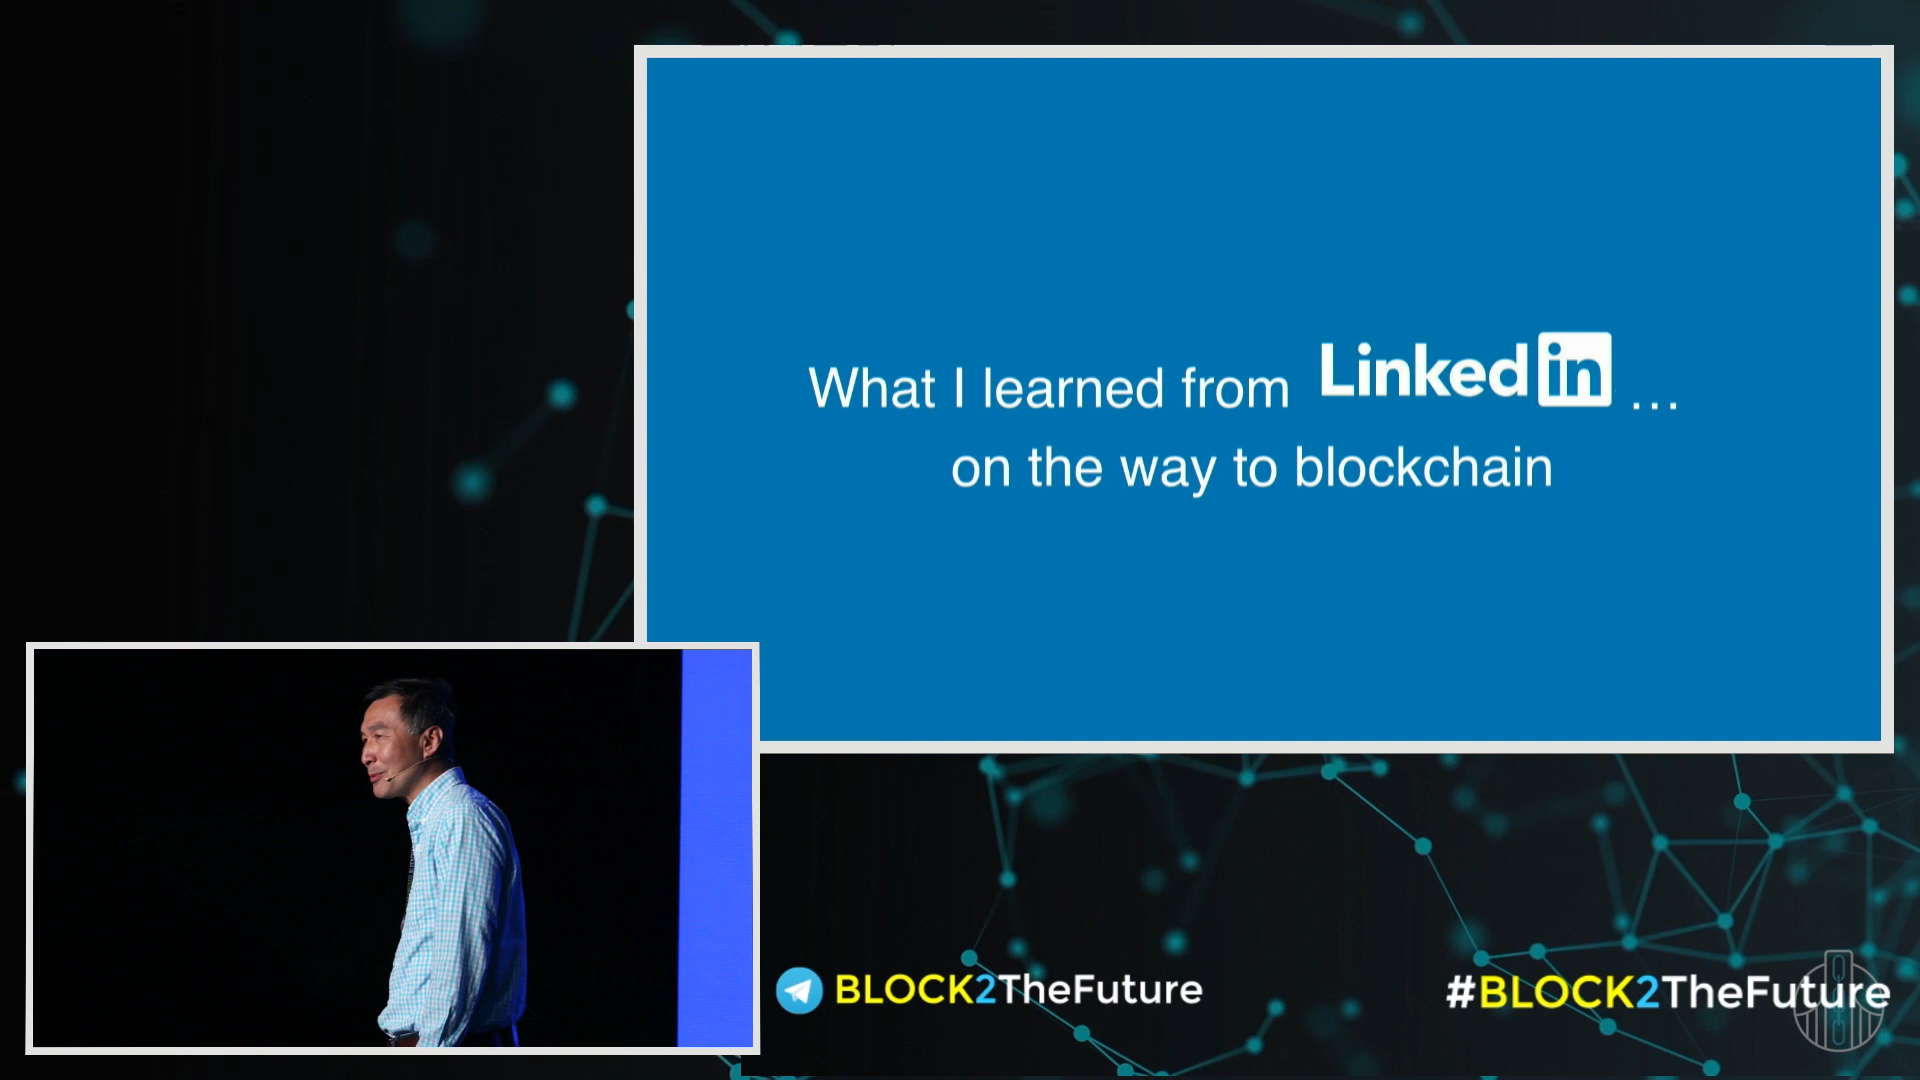 What I learned from LinkedIn ...
on the way to blockchain
BLOCK2TheFuture
#BLOCK2TheFuture